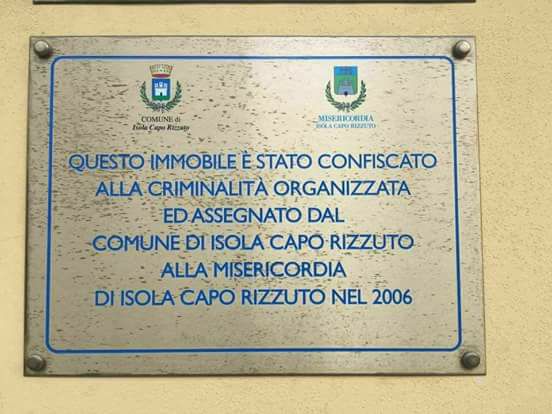 COMUNE di
Isola Capo Rizzuto
MISERICORDIA
ISOLA CAPO RIZZUTO
QUESTO IMMOBILE È STATO CONFISCATO
ALLA CRIMINALITÀ ORGANIZZATA
ED ASSEGNATO DAL
COMUNE DI ISOLA CAPO RIZZUTO
ALLA MISERICORDIA
DI ISOLA CAPO RIZZUTO NEL 2006